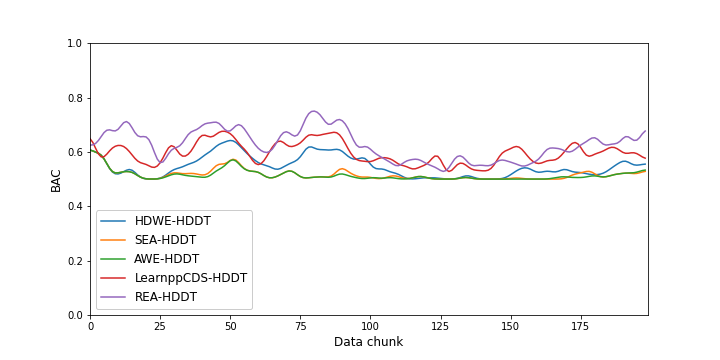 1.0
0.8
0.6
0.4
0.2
0.0
BAC
HDWE-HDDT
SEA-HDDT
AWE-HDDT
LearnppCDS-HDDT
REA-HDDT
0 25 50 75 100 125 150 175
Data chunk